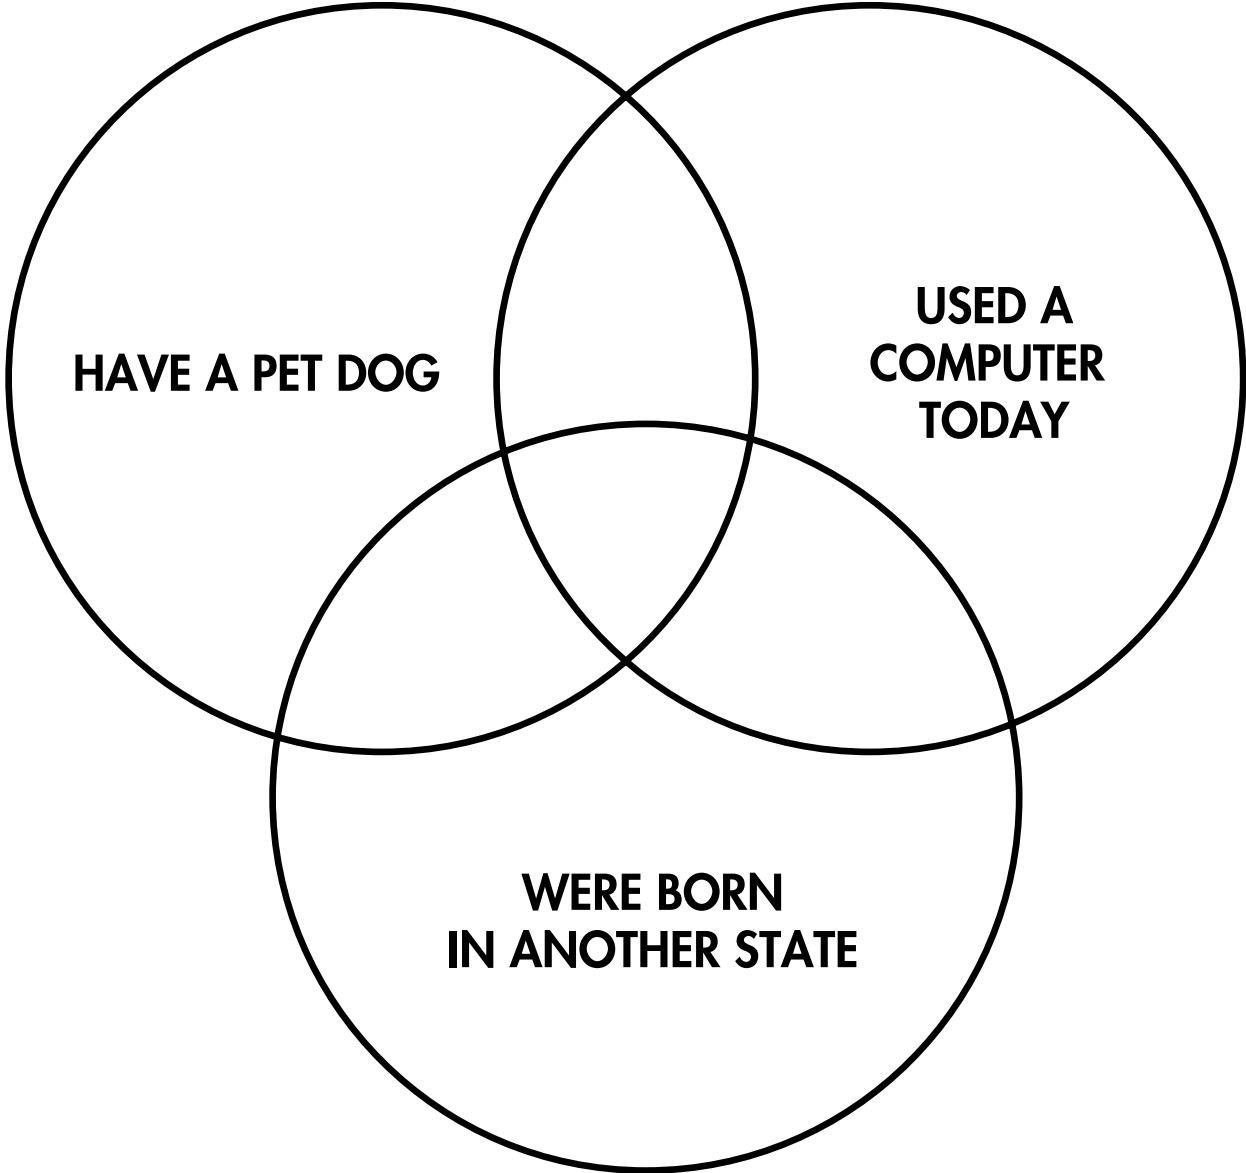 HAVE A PET DOG
USED A
COMPUTER
TODAY
WERE BORN
IN ANOTHER STATE